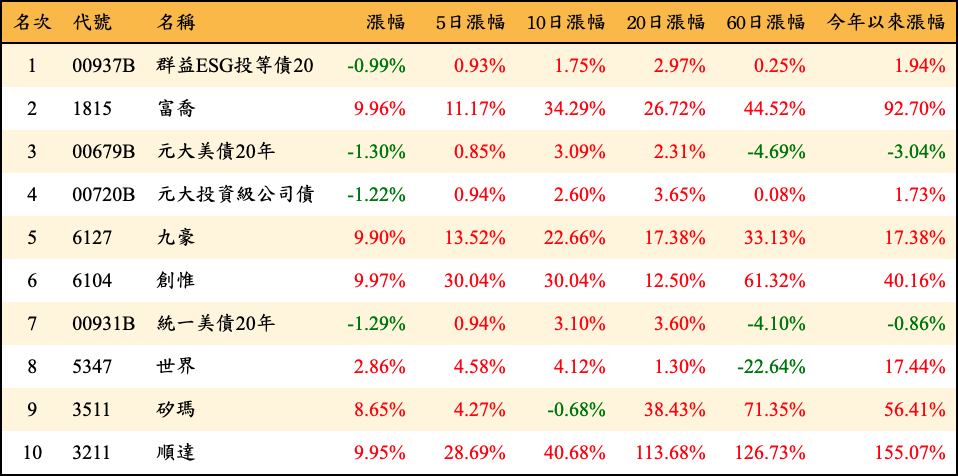 名次 代號 名稱 漲幅 5日漲幅 10日漲幅 20日漲幅 60日漲幅 今年以來漲幅
1 00937B 群益ESG投等債20 -0.99% 0.93% 1.75% 2.97% 0.25% 1.94%
2 1815 富喬 9.96% 11.17% 34.29% 26.72% 44.52% 92.70%
3 00679B 元大美債20年 -1.30% 0.85% 3.09% 2.31% -4.69% -3.04%
4 00720B 元大投資級公司債 -1.22% 0.94% 2.60% 3.65% 0.08% 1.73%
5 6127 九豪 9.90% 13.52% 22.66% 17.38% 33.13% 17.38%
6 6104 創惟 9.97% 30.04% 30.04% 12.50% 61.32% 40.16%
7 00931B 統一美債20年 -1.29% 0.94% 3.10% 3.60% -4.10% -0.86%
8 5347 世界 2.86% 4.58% 4.12% 1.30% -22.64% 17.44%
9 3511 矽瑪 8.65% 4.27% -0.68% 38.43% 71.35% 56.41%
10 3211 順達 9.95% 28.69% 40.68% 113.68% 126.73% 155.07%